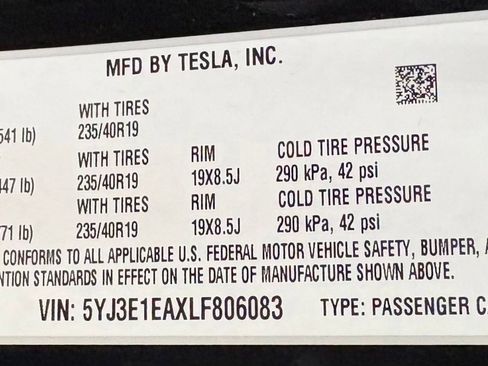 MFD BY TESLA, INC.
WITH TIRES
541 lb) 235/40R19
WITH TIRES RIM COLD TIRE PRESSURE
447 lb) 235/40R19 19X8.5J 290 kPa, 42 psi
WITH TIRES RIM COLD TIRE PRESSURE
71 lb) 235/40R19 19X8.5J 290 kPa, 42 psi
CONFORMS TO ALL APPLICABLE U.S. FEDERAL MOTOR VEHICLE SAFETY, BUMPER, A
NTION STANDARDS IN EFFECT ON THE DATE OF MANUFACTURE SHOWN ABOVE.
VIN: 5YJ3E1EAXLF806083 TYPE: PASSENGER C